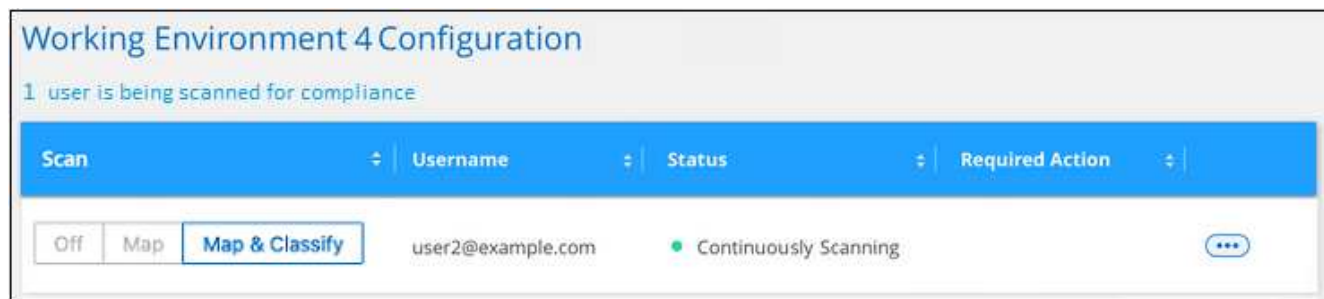 Working Environment 4 Configuration
1 user is being scanned for compliance
Scan Username Status Required Action
Off Map Map & Classify user2@example.com Continuously Scanning